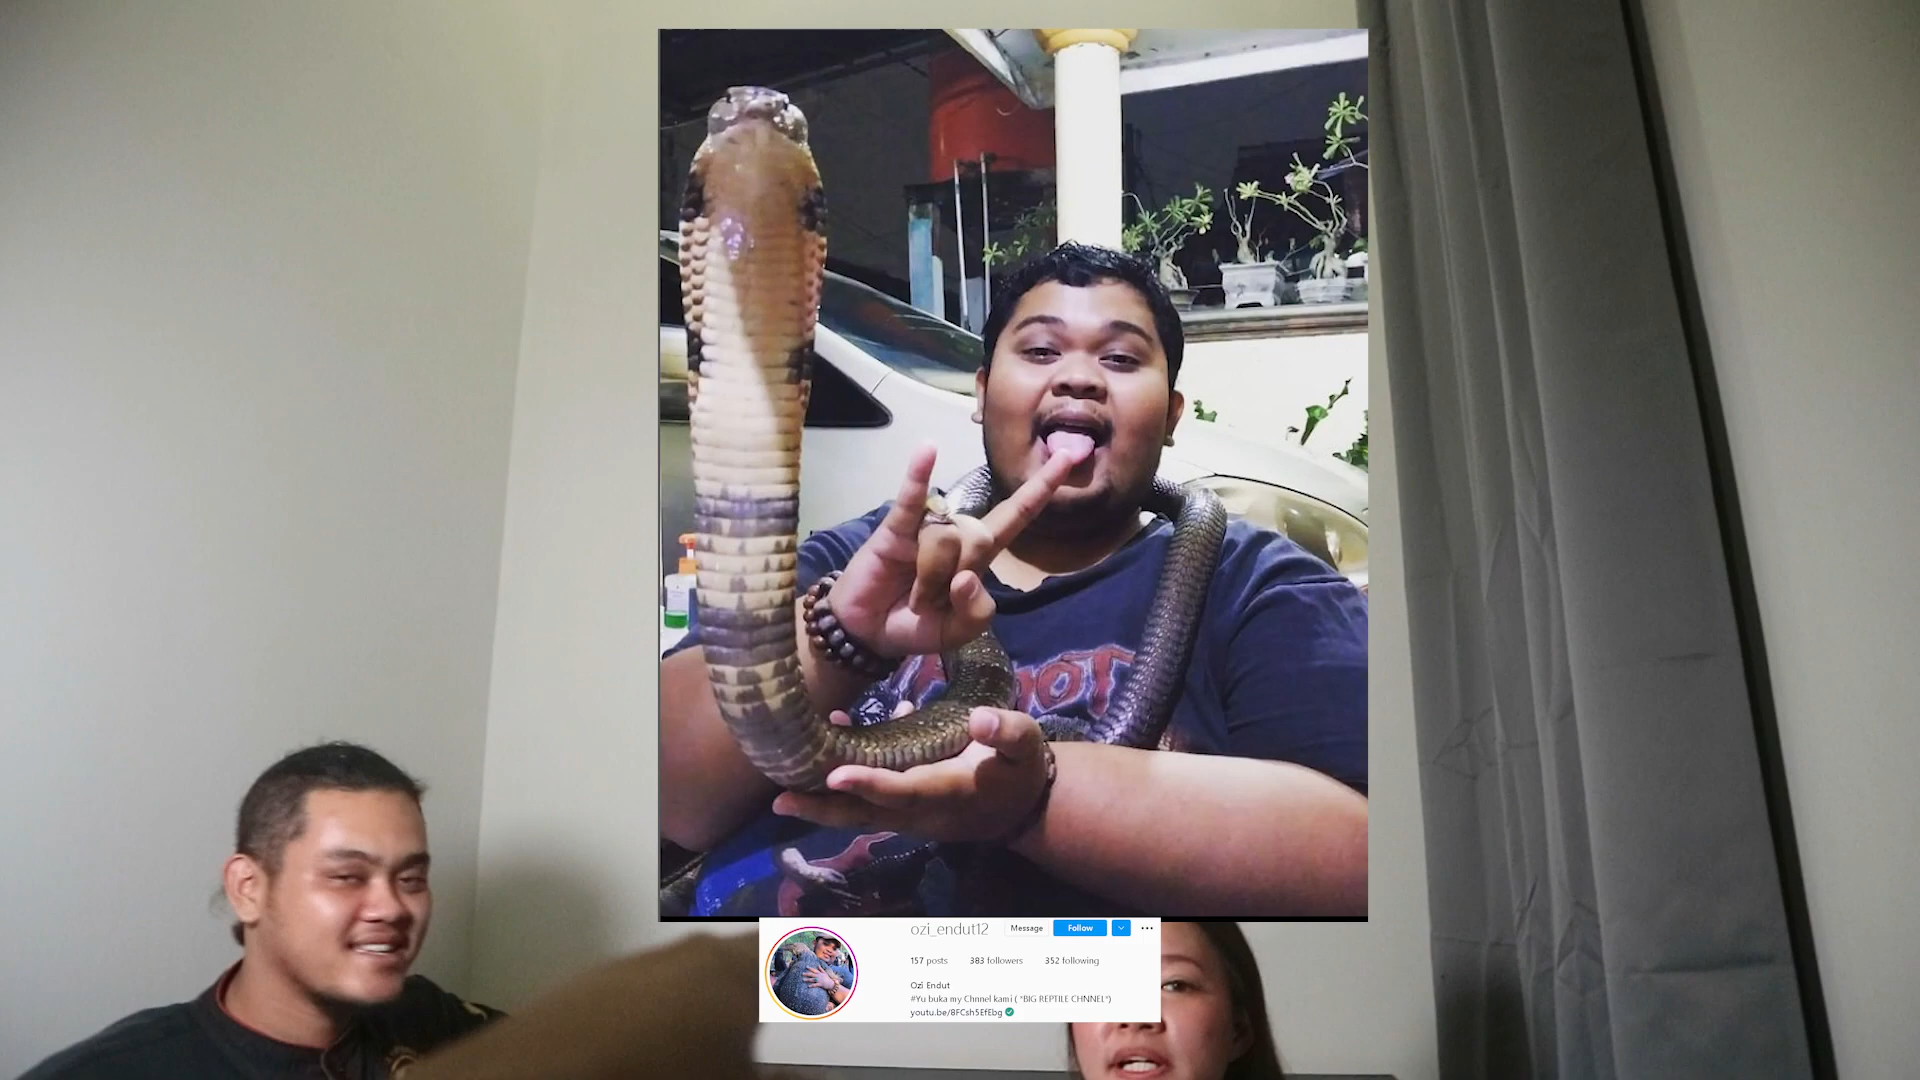 ozi_endut12 Message Follow
157 posts 383 followers 352 following
Ozi Endut
#Yu buka my Chnnel kami ( *BIG REPTILE CHNNEL*)
youtu.be/8FCsh5EfEbg